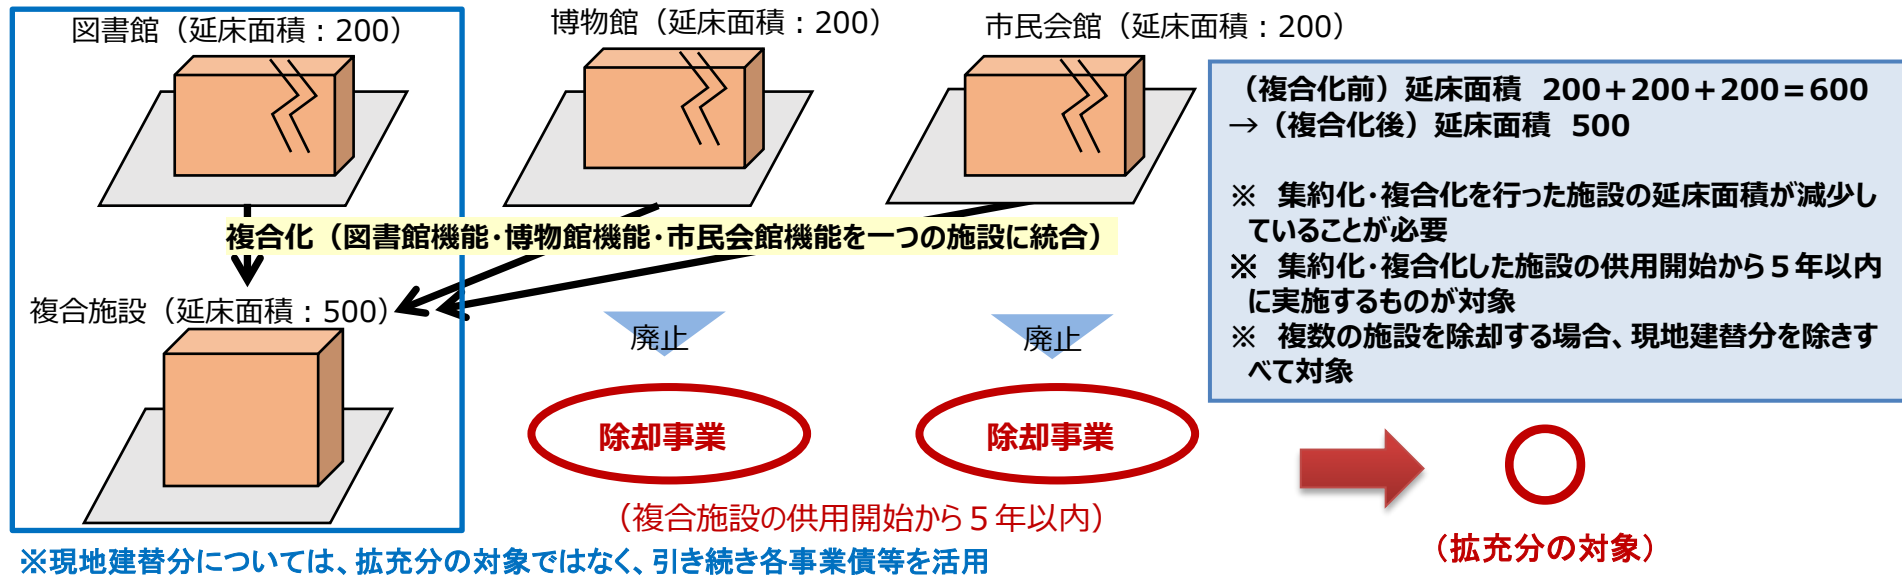 図書館（延床面積：200）
博物館（延床面積：200）
市民会館（延床面積：200）
（複合化前）延床面積 200＋200＋200＝600
→（複合化後）延床面積 500
※ 集約化・複合化を行った施設の延床面積が減少し
ていることが必要
※ 集約化・複合化した施設の供用開始から５年以内
に実施するものが対象
※ 複数の施設を除却する場合、現地建替分を除きす
べて対象
複合化（図書館機能・博物館機能・市民会館機能を一つの施設に統合）
複合施設（延床面積：500）
廃止
廃止
除却事業
除却事業
（複合施設の供用開始から５年以内）
（拡充分の対象）
※現地建替分については、拡充分の対象ではなく、引き続き各事業債等を活用